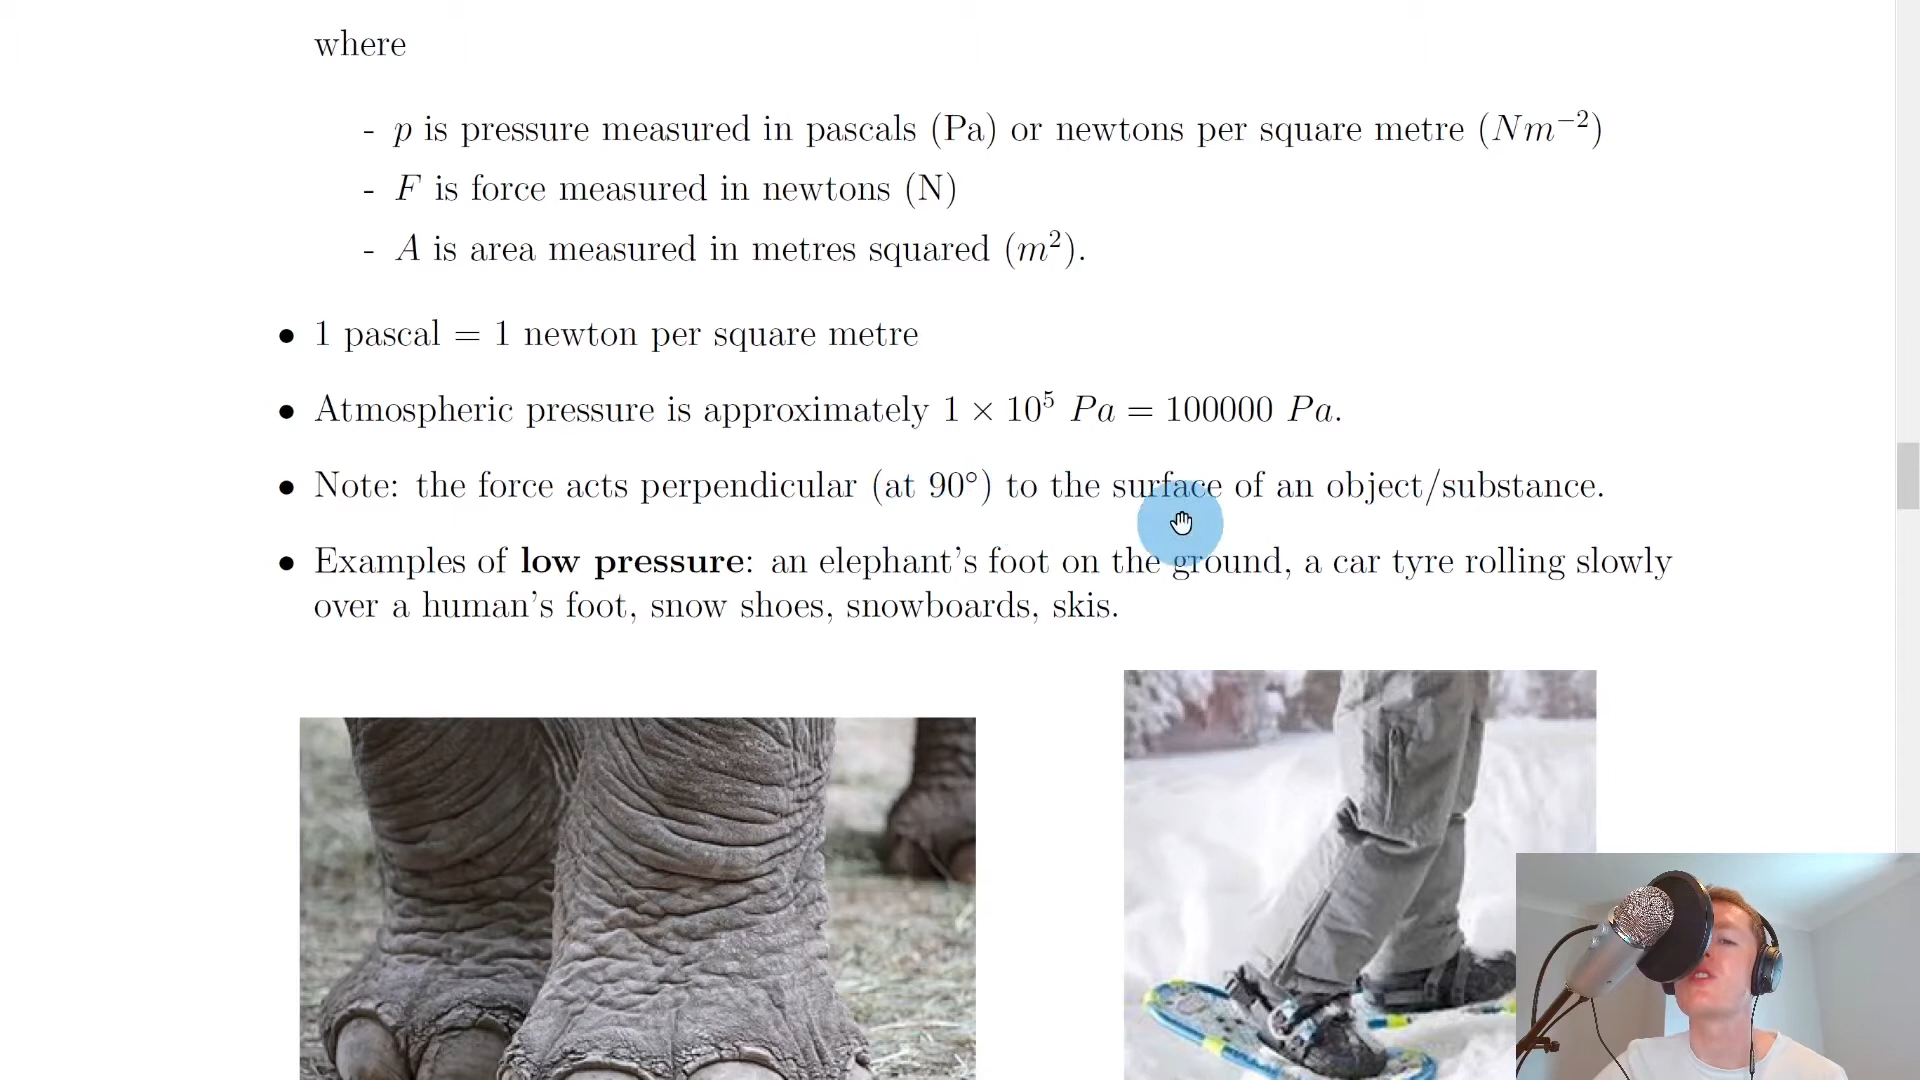 where
- p is pressure measured in pascals (Pa) or newtons per square metre (Nm⁻²)
- F is force measured in newtons (N)
- A is area measured in metres squared (m²).
• 1 pascal = 1 newton per square metre
• Atmospheric pressure is approximately 1 × 10⁵ Pa = 100000 Pa.
• Note: the force acts perpendicular (at 90°) to the surface of an object/substance.
• Examples of low pressure: an elephant's foot on the ground, a car tyre rolling slowly
over a human's foot, snow shoes, snowboards, skis.